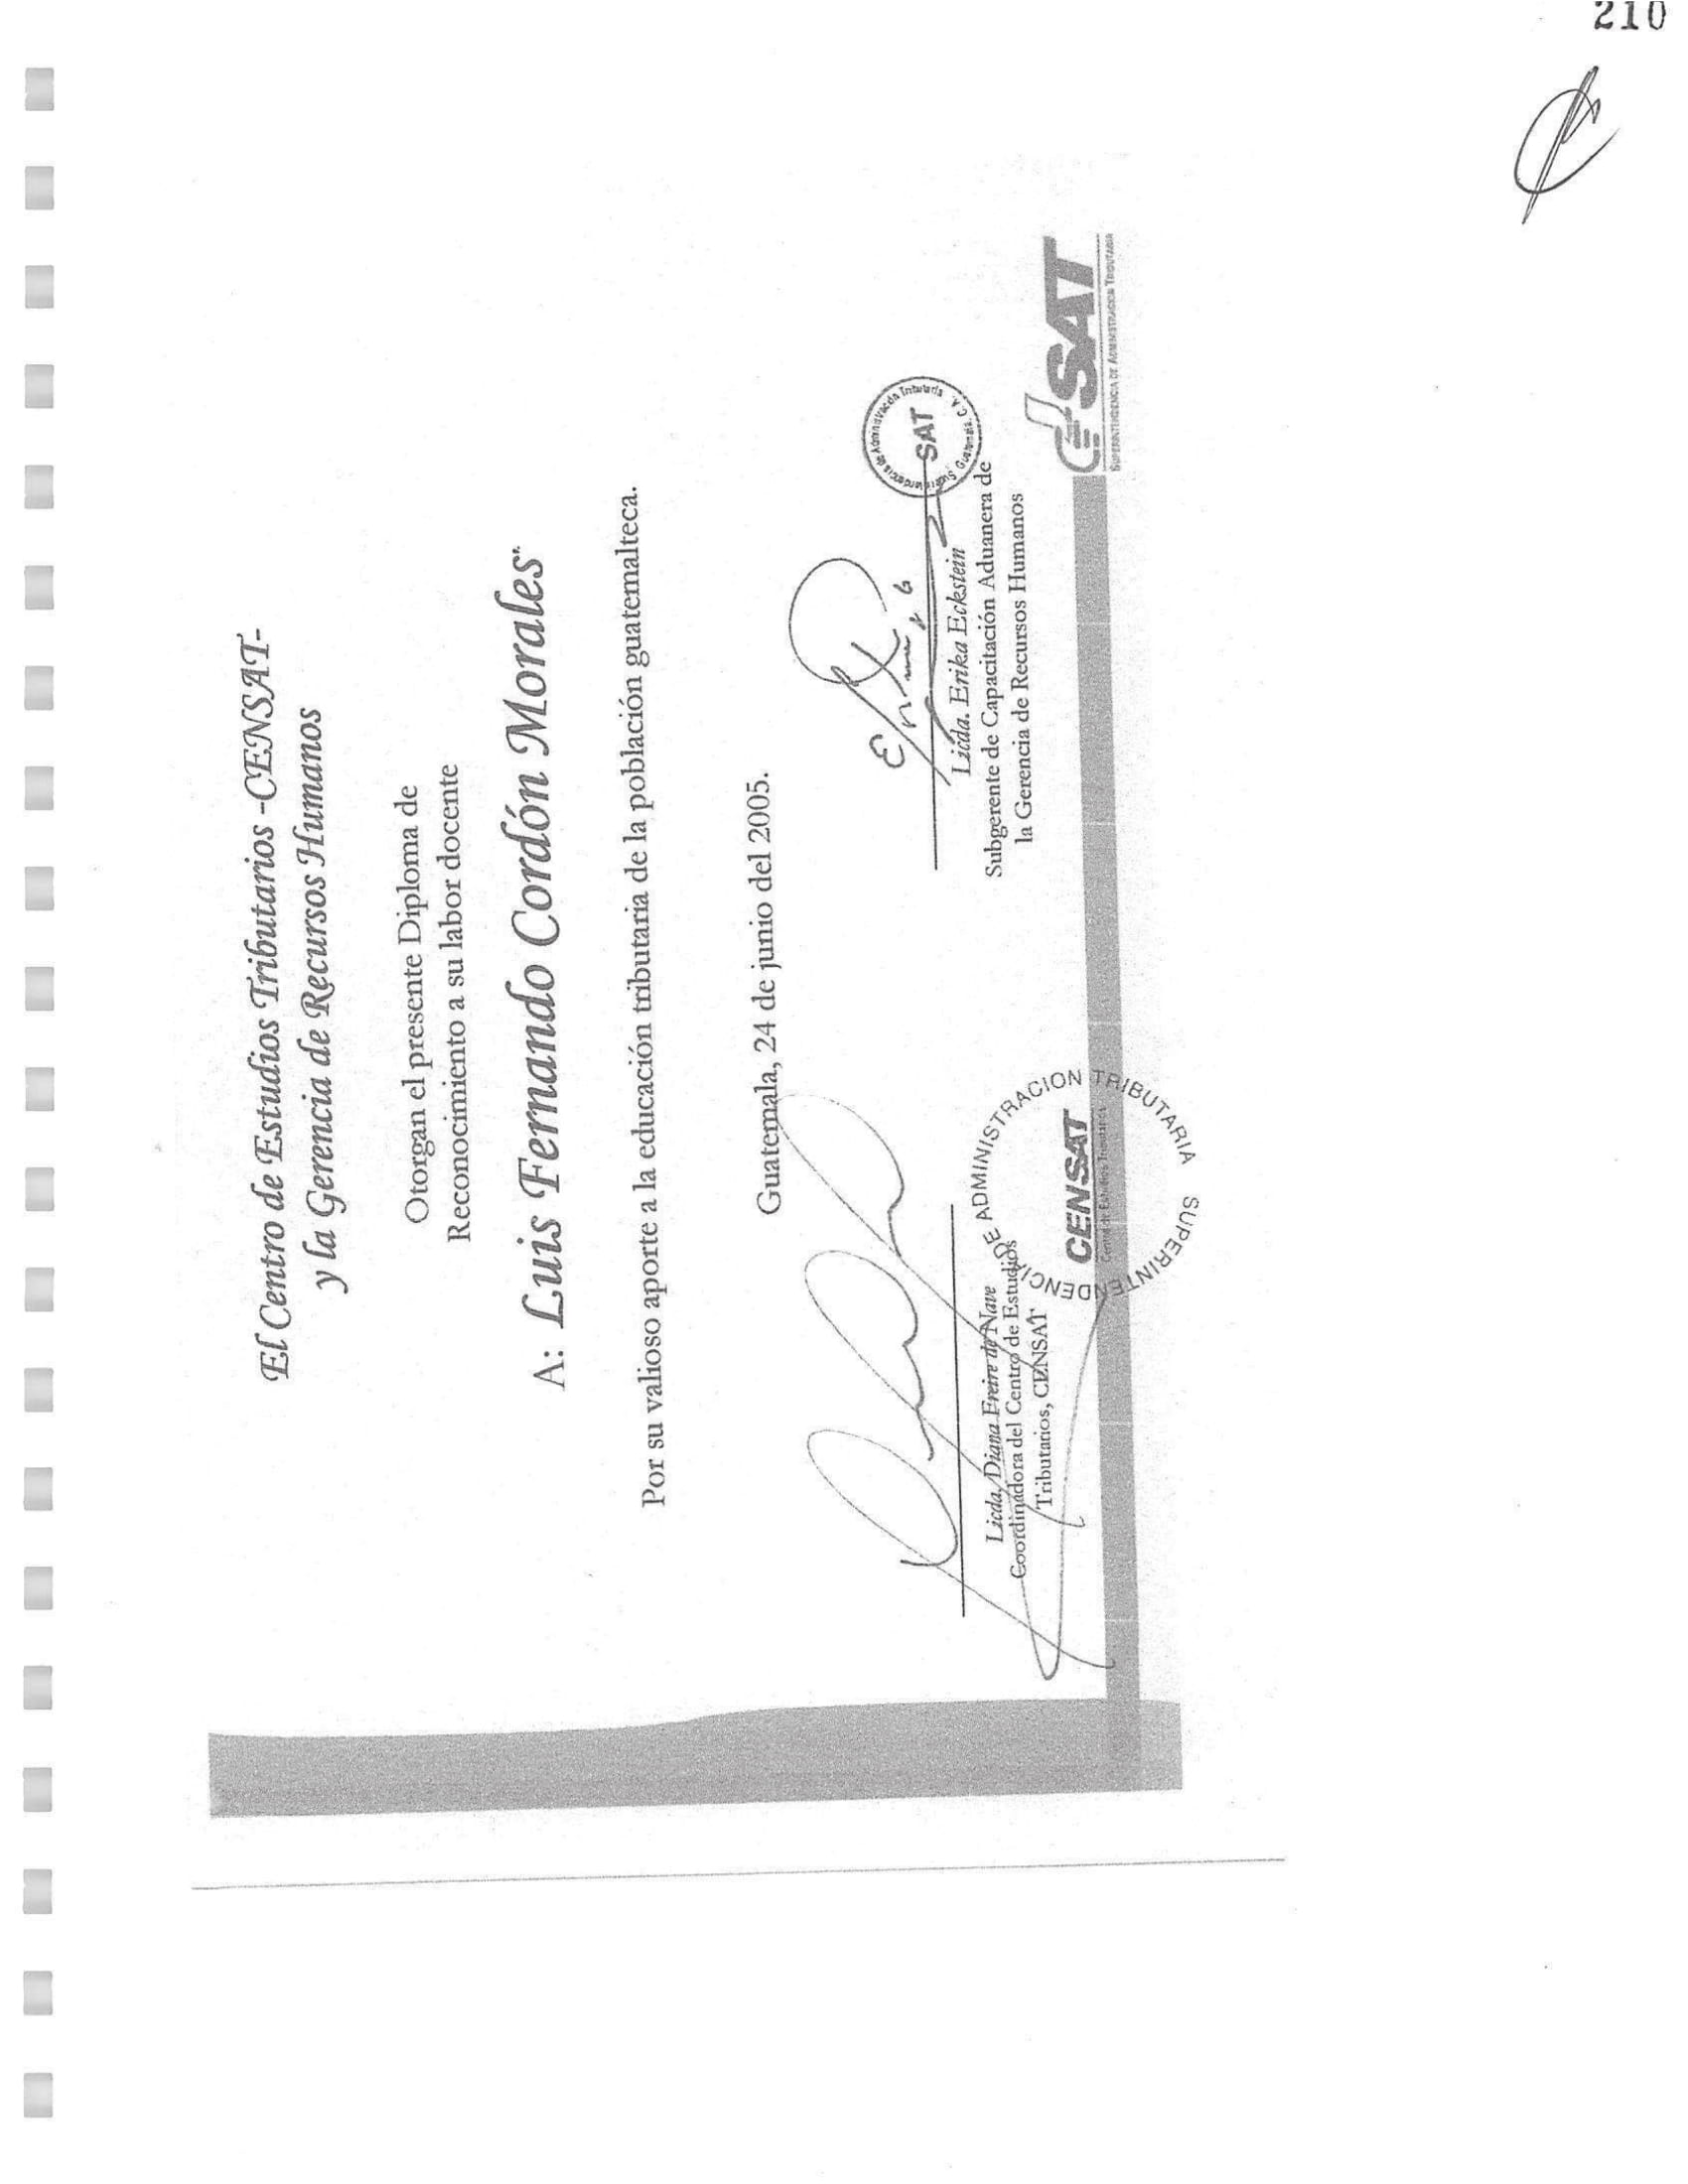 210
El Centro de Estudios Tributarios -CENSAT-
y la Gerencia de Recursos Humanos
Otorgan el presente Diploma de
Reconocimiento a su labor docente
A: Luis Fernando Cordón Morales"
Por su valioso aporte a la educación tributaria de la población guatemalteca.
Guatemala, 24 de junio del 2005.
Licda. Diana Freire de Nave
Coordinadora del Centro de Estudios
Tributarios, CENSAT
SUPERINTENDENCIA DE ADMINISTRACION TRIBUTARIA
CENSAT
Centro de Estudios Tributarios
Licda. Erika Eckstein
Subgerente de Capacitación Aduanera de
la Gerencia de Recursos Humanos
Superintendencia de Administración Tributaria
SAT
Guatemala, C. A.
SAT
SUPERINTENDENCIA DE ADMINISTRACION TRIBUTARIA